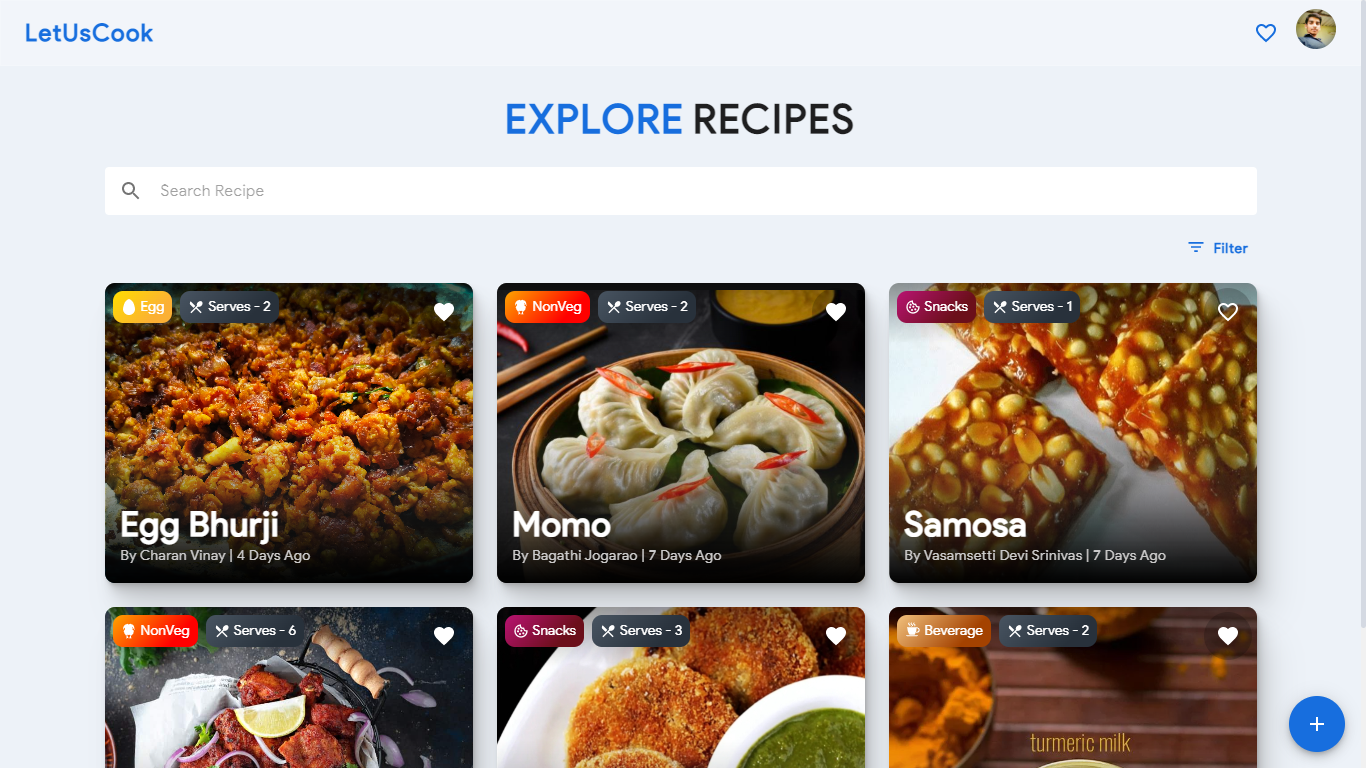 LetUsCook
EXPLORE RECIPES
Search Recipe
Filter
Egg Serves - 2
Egg Bhurji
By Charan Vinay | 4 Days Ago
NonVeg Serves - 2
Momo
By Bagathi Jogarao | 7 Days Ago
Snacks Serves - 1
Samosa
By Vasamsetti Devi Srinivas | 7 Days Ago
NonVeg Serves - 6
Snacks Serves - 3
Beverage Serves - 2
turmeric milk